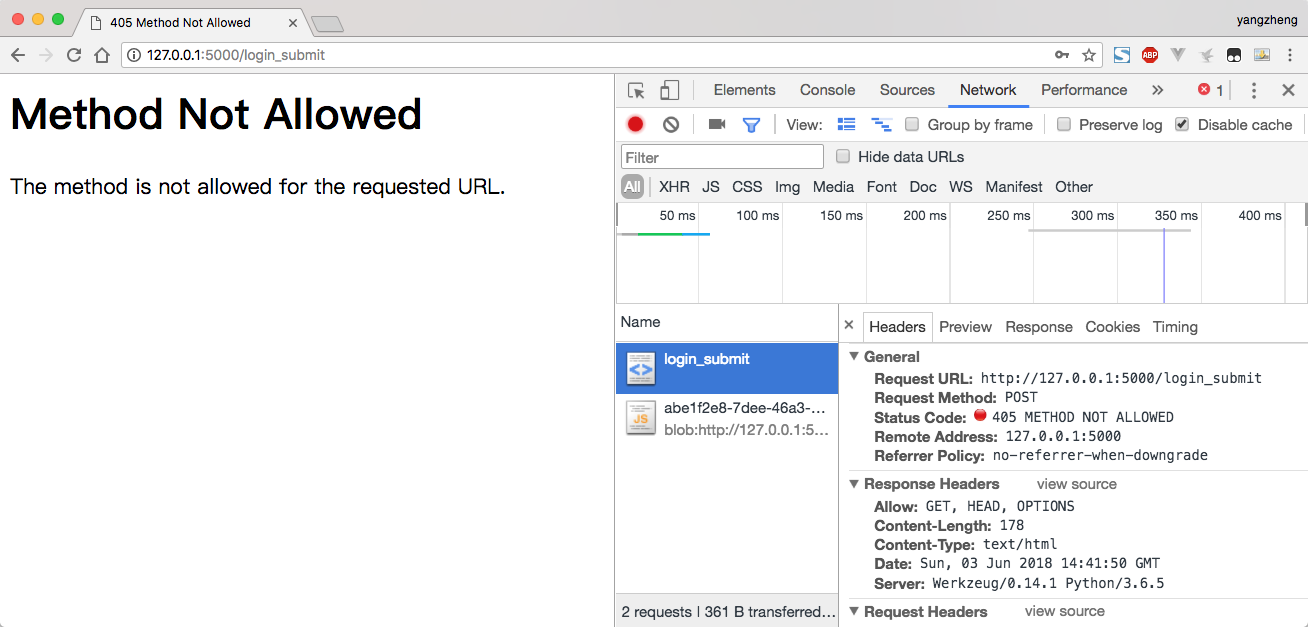 405 Method Not Allowed
yangzheng
127.0.0.1:5000/login_submit
ABP
Method Not Allowed
The method is not allowed for the requested URL.
Elements Console Sources Network Performance » 1
View: Group by frame Preserve log Disable cache
Filter Hide data URLs
All XHR JS CSS Img Media Font Doc WS Manifest Other
50 ms 100 ms 150 ms 200 ms 250 ms 300 ms 350 ms 400 ms
Name
login_submit
JS
abe1f2e8-7dee-46a3-...
blob:http://127.0.0.1:5...
2 requests | 361 B transferred...
Headers Preview Response Cookies Timing
General
Request URL: http://127.0.0.1:5000/login_submit
Request Method: POST
Status Code: 405 METHOD NOT ALLOWED
Remote Address: 127.0.0.1:5000
Referrer Policy: no-referrer-when-downgrade
Response Headers view source
Allow: GET, HEAD, OPTIONS
Content-Length: 178
Content-Type: text/html
Date: Sun, 03 Jun 2018 14:41:50 GMT
Server: Werkzeug/0.14.1 Python/3.6.5
Request Headers view source